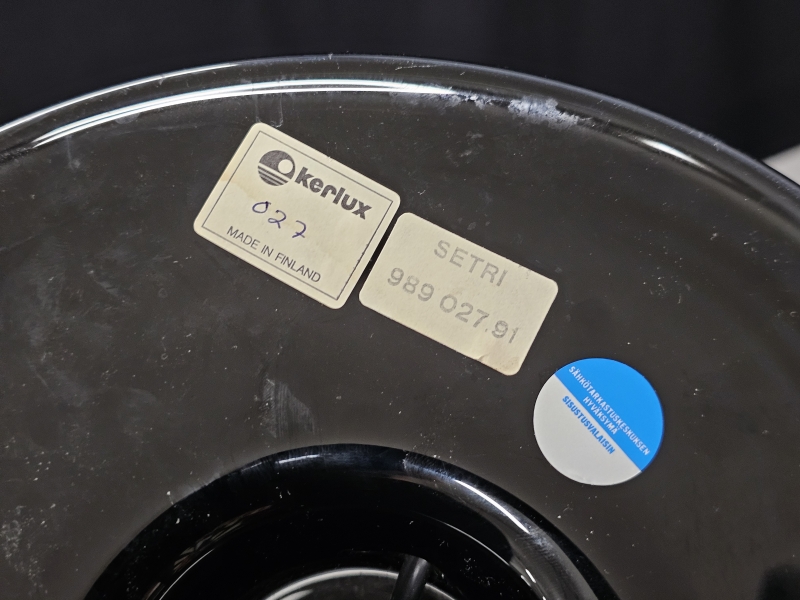 kerlux
027
MADE IN FINLAND
SETRI
989 027.91
SÄHKÖTARKASTUSKESKUKSEN
HYVÄKSYMÄ
SISUSTUSVALAISIN